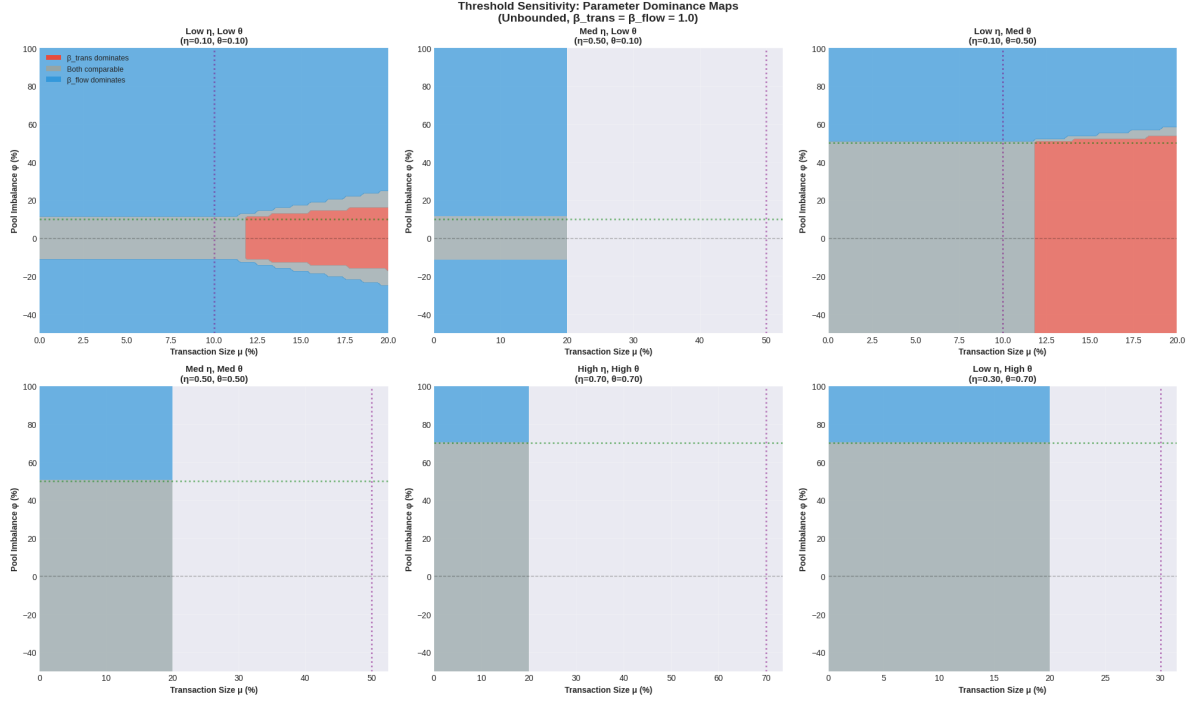 Threshold Sensitivity: Parameter Dominance Maps
(Unbounded, β_trans = β_flow = 1.0)
Low η, Low θ
(η=0.10, θ=0.10)
100
80
60
40
20
0
−20
−40
Pool Imbalance φ (%)
β_trans dominates
Both comparable
β_flow dominates
0.0 2.5 5.0 7.5 10.0 12.5 15.0 17.5 20.0
Transaction Size μ (%)
Med η, Low θ
(η=0.50, θ=0.10)
100
80
60
40
20
0
−20
−40
Pool Imbalance φ (%)
0 10 20 30 40 50
Transaction Size μ (%)
Low η, Med θ
(η=0.10, θ=0.50)
100
80
60
40
20
0
−20
−40
Pool Imbalance φ (%)
0.0 2.5 5.0 7.5 10.0 12.5 15.0 17.5 20.0
Transaction Size μ (%)
Med η, Med θ
(η=0.50, θ=0.50)
100
80
60
40
20
0
−20
−40
Pool Imbalance φ (%)
0 10 20 30 40 50
Transaction Size μ (%)
High η, High θ
(η=0.70, θ=0.70)
100
80
60
40
20
0
−20
−40
Pool Imbalance φ (%)
0 10 20 30 40 50 60 70
Transaction Size μ (%)
Low η, High θ
(η=0.30, θ=0.70)
100
80
60
40
20
0
−20
−40
Pool Imbalance φ (%)
0 5 10 15 20 25 30
Transaction Size μ (%)